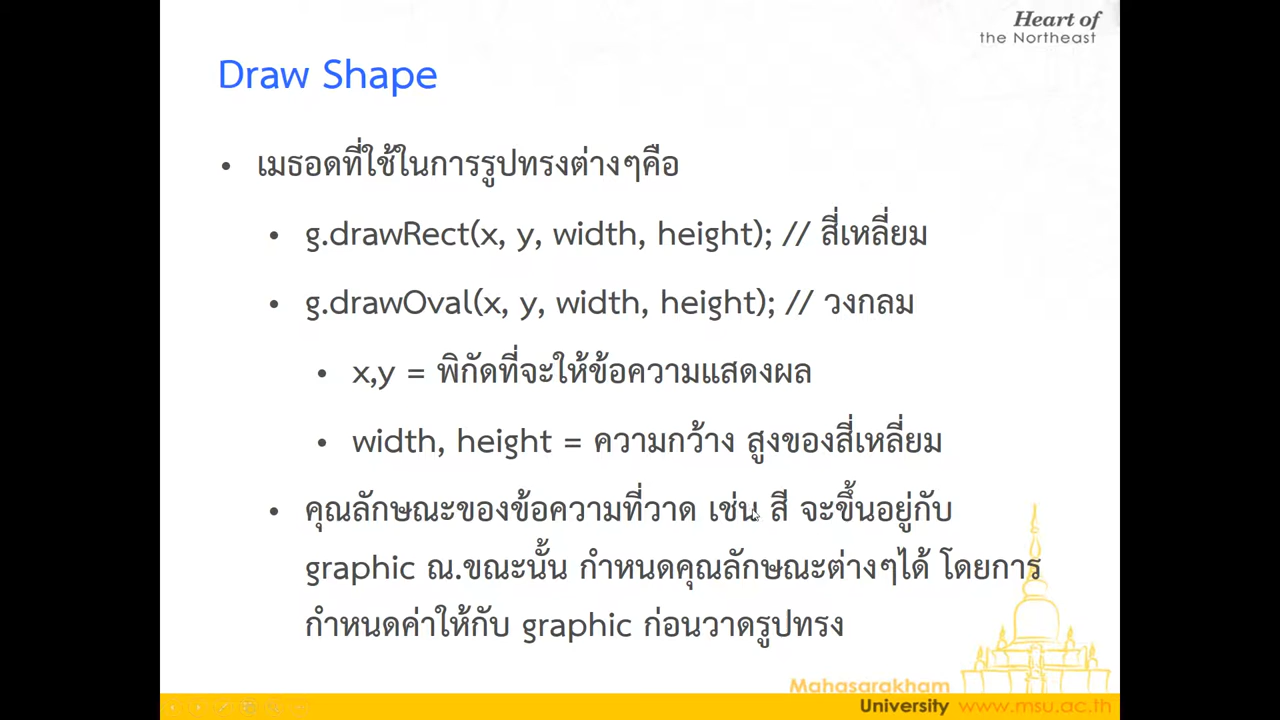 Heart of
the Northeast
Draw Shape
• เมธอดที่ใช้ในการรูปทรงต่างๆคือ
• g.drawRect(x, y, width, height); // สี่เหลี่ยม
• g.drawOval(x, y, width, height); // วงกลม
• x,y = พิกัดที่จะให้ข้อความแสดงผล
• width, height = ความกว้าง สูงของสี่เหลี่ยม
• คุณลักษณะของข้อความที่วาด เช่น สี จะขึ้นอยู่กับ
graphic ณ.ขณะนั้น กำหนดคุณลักษณะต่างๆได้ โดยการ
กำหนดค่าให้กับ graphic ก่อนวาดรูปทรง
Mahasarakham
University www.msu.ac.th